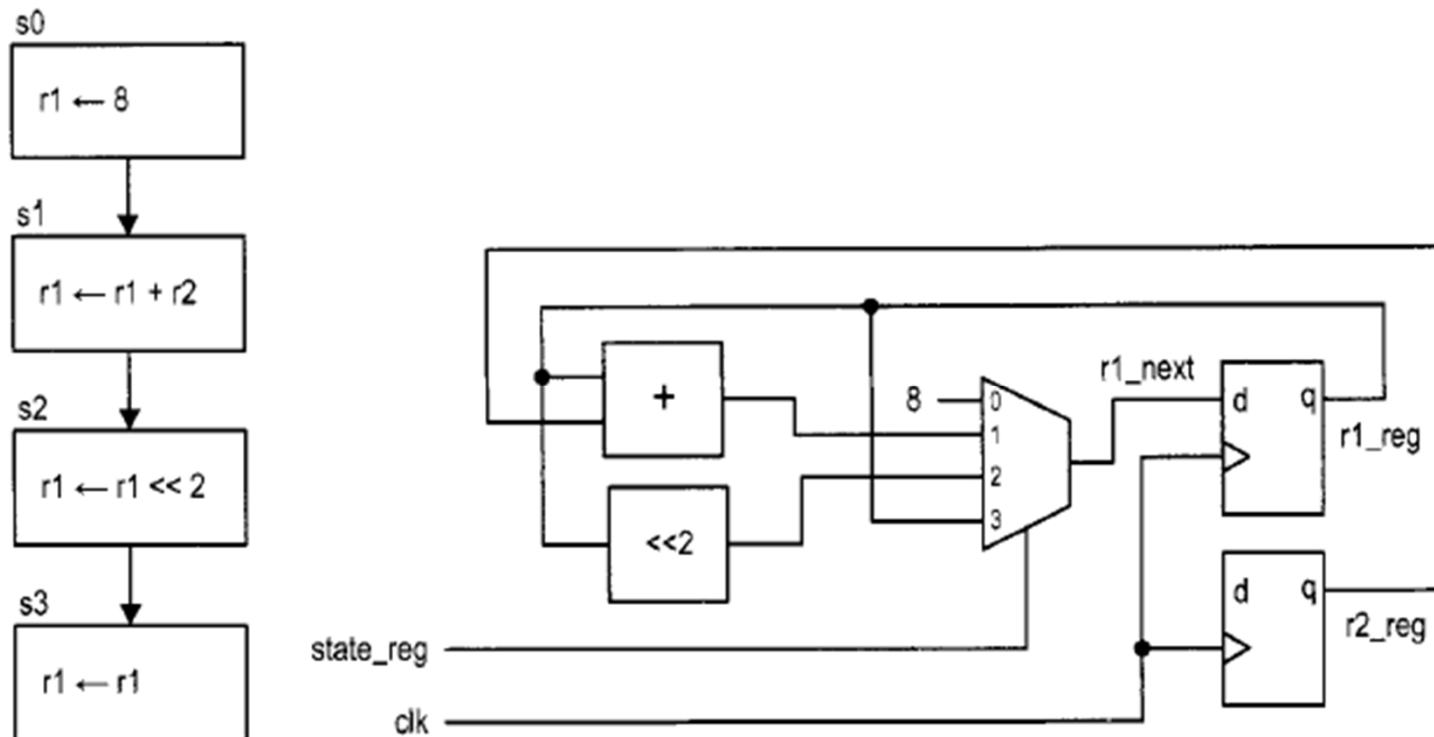 s0
r1 ← 8
s1
r1 ← r1 + r2
s2
r1 ← r1 << 2
s3
r1 ← r1
+
<<2
8
0
1
2
3
r1_next
d
q
r1_reg
d
q
r2_reg
state_reg
clk